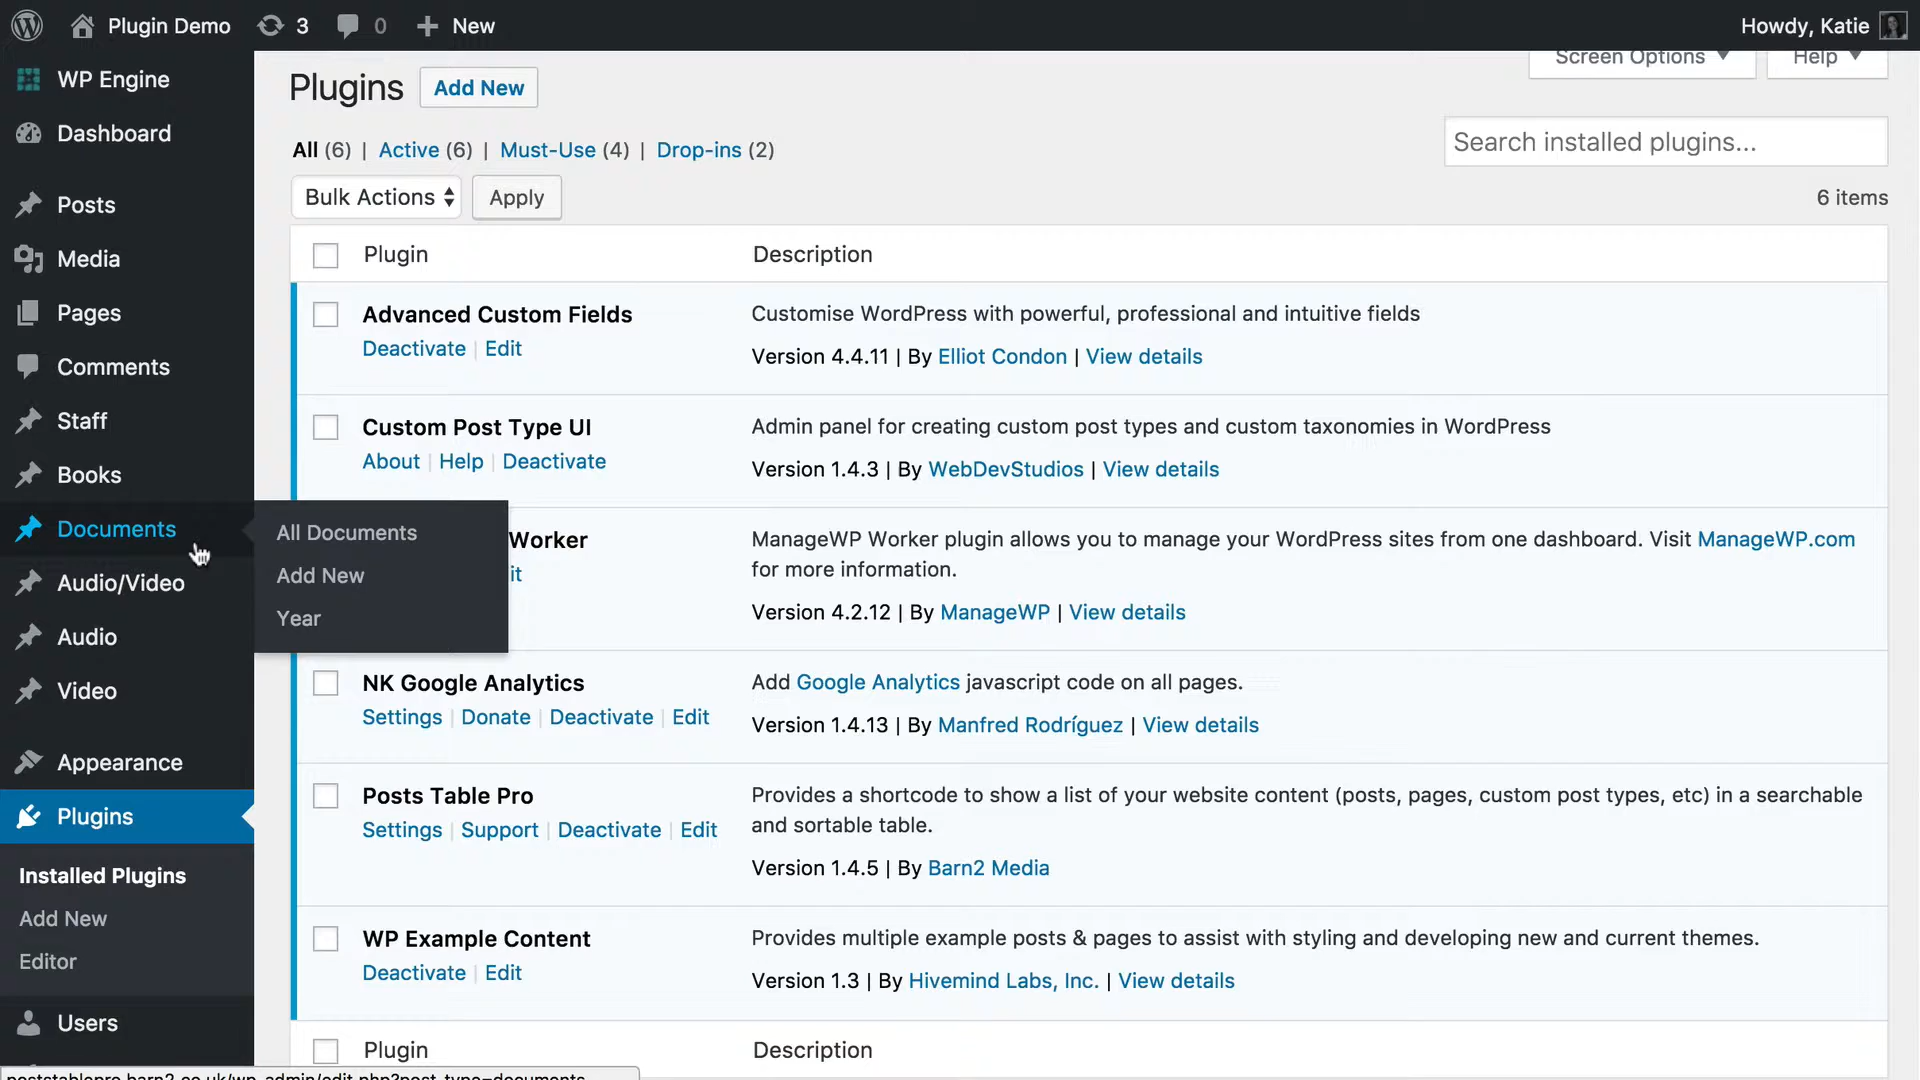 Plugin Demo 3 0 New Howdy, Katie
WP Engine
Dashboard
Posts
Media
Pages
Comments
Staff
Books
Documents
All Documents
Add New
Year
Audio/Video
Audio
Video
Appearance
Plugins
Installed Plugins
Add New
Editor
Users
Screen Options Help
Plugins Add New
All (6) | Active (6) | Must-Use (4) | Drop-ins (2)
Search installed plugins...
Bulk Actions Apply
6 items
Plugin Description
Advanced Custom Fields
Deactivate | Edit
Customise WordPress with powerful, professional and intuitive fields
Version 4.4.11 | By Elliot Condon | View details
Custom Post Type UI
About | Help | Deactivate
Admin panel for creating custom post types and custom taxonomies in WordPress
Version 1.4.3 | By WebDevStudios | View details
Worker
it
ManageWP Worker plugin allows you to manage your WordPress sites from one dashboard. Visit ManageWP.com
for more information.
Version 4.2.12 | By ManageWP | View details
NK Google Analytics
Settings | Donate | Deactivate | Edit
Add Google Analytics javascript code on all pages.
Version 1.4.13 | By Manfred Rodríguez | View details
Posts Table Pro
Settings | Support | Deactivate | Edit
Provides a shortcode to show a list of your website content (posts, pages, custom post types, etc) in a searchable
and sortable table.
Version 1.4.5 | By Barn2 Media
WP Example Content
Deactivate | Edit
Provides multiple example posts & pages to assist with styling and developing new and current themes.
Version 1.3 | By Hivemind Labs, Inc. | View details
Plugin Description
poststablepro.barn2.co.uk/wp-admin/edit.php?post_type=documents